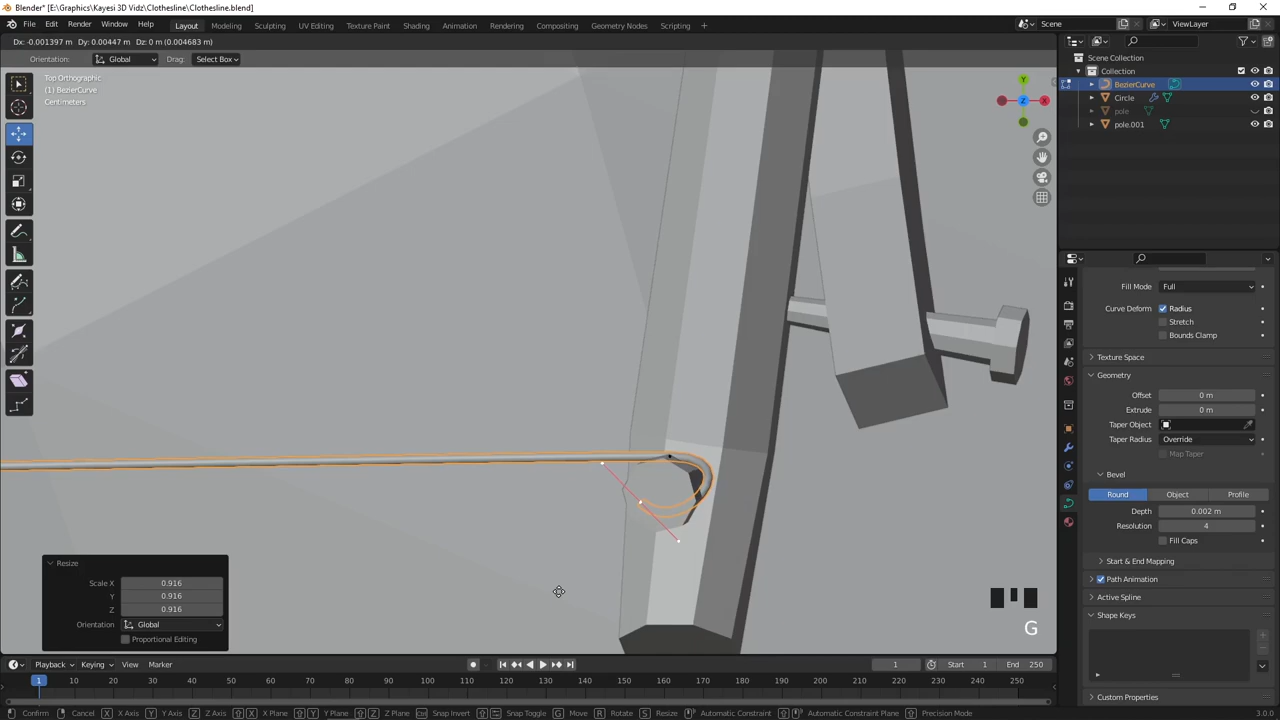 Blender* [E:\Graphics\Kayesi 3D Vidz\Clothesline\Clothesline.blend]
File Edit Render Window Help Layout Modeling Sculpting UV Editing Texture Paint Shading Animation Rendering Compositing Geometry Nodes Scripting + Scene ViewLayer
Dx: -0.001397 m Dy: 0.00447 m Dz: 0 m (0.004683 m)
Orientation: Global Drag: Select Box
Scene Collection
Collection
BezierCurve
Circle
pole
pole.001
Top Orthographic
(1) BezierCurve
Centimeters
Y
Z
X
Fill Mode Full
Curve Deform Radius
Stretch
Bounds Clamp
Texture Space
Geometry
Offset 0 m
Extrude 0 m
Taper Object
Taper Radius Override
Map Taper
Bevel
Round Object Profile
Depth 0.002 m
Resolution 4
Fill Caps
Start & End Mapping
Path Animation
Active Spline
Shape Keys
Custom Properties
Resize
Scale X 0.916
Y 0.916
Z 0.916
Orientation Global
Proportional Editing
G
Playback Keying View Marker 1 Start 1 End 250
1 10 20 30 40 50 60 70 80 90 100 110 120 130 140 150 160 170 180 190 200 210 220 230 240 250
Confirm Cancel X X Axis Y Y Axis Z Z Axis X X Plane Y Y Plane Z Z Plane Snap Invert Snap Toggle G Move R Rotate S Resize Automatic Constraint Automatic Constraint Plane Precision Mode 3.0.0